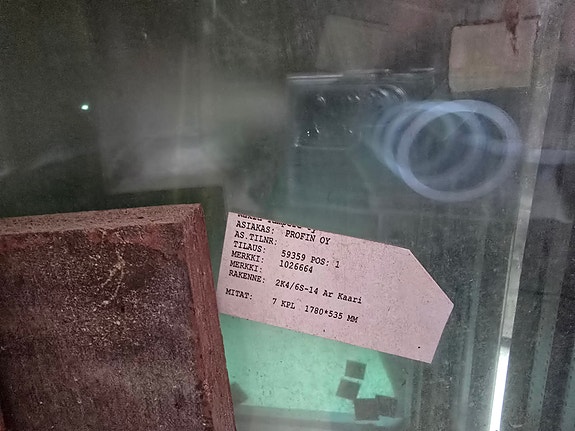 ASIAKAS: PROFIN OY
AS.TILNR:
TILAUS: 59359 POS: 1
MERKKI: 1026664
MERKKI:
RAKENNE: 2K4/6S-14 Ar Kaari
MITAT: 7 KPL 1780*535 MM